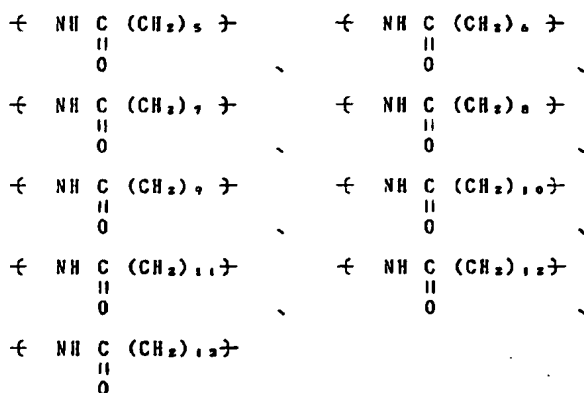 ⨍ NH C (CH₂)₅ ⨎ ⨍ NH C (CH₂)₆ ⨎
|| ||
O 、 O 、
⨍ NH C (CH₂)₇ ⨎ ⨍ NH C (CH₂)₈ ⨎
|| ||
O 、 O 、
⨍ NH C (CH₂)₉ ⨎ ⨍ NH C (CH₂)₁₀ ⨎
|| ||
O 、 O 、
⨍ NH C (CH₂)₁₁ ⨎ ⨍ NH C (CH₂)₁₂ ⨎
|| ||
O 、 O 、
⨍ NH C (CH₂)₁₃ ⨎
||
O